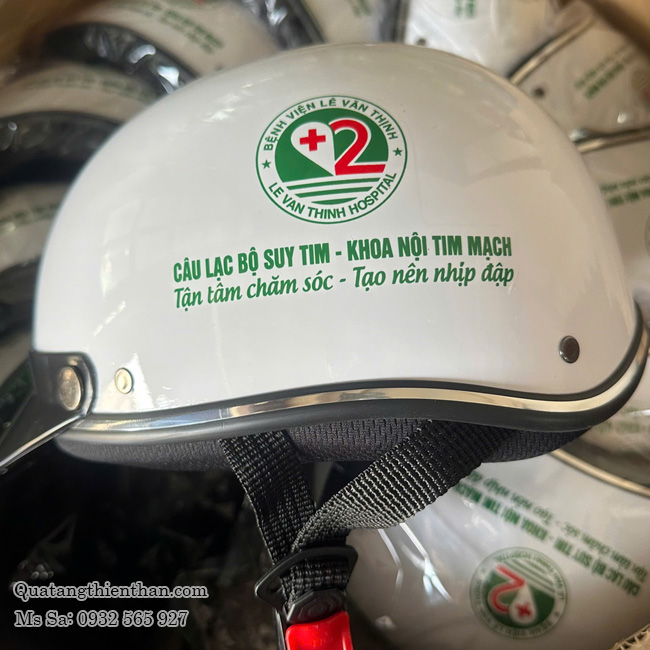 BỆNH VIỆN LÊ VĂN THỊNH
2
LE VAN THINH HOSPITAL
CÂU LẠC BỘ SUY TIM - KHOA NỘI TIM MẠCH
Tận tâm chăm sóc - Tạo nên nhịp đập
Quatangthienthan.com
Ms Sa: 0932 565 927